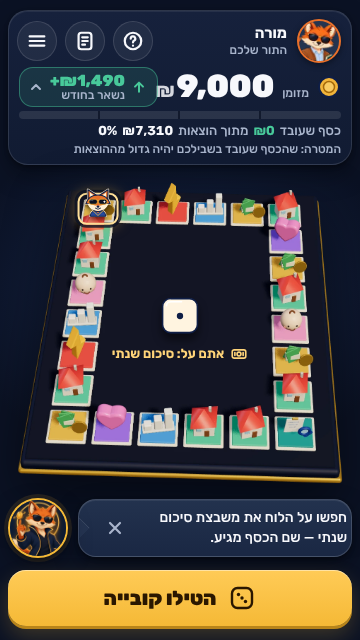 מורה
התור שלכם
מזומן ₪9,000
+₪1,490
נשאר בחודש
כסף שעובד ₪0 מתוך הוצאות ₪7,310 0%
המטרה: שהכסף שעובד בשבילכם יהיה גדול מההוצאות
אתם על: סיכום שנתי
חפשו על הלוח את משבצת סיכום
שנתי – שם הכסף מגיע.
הטילו קובייה